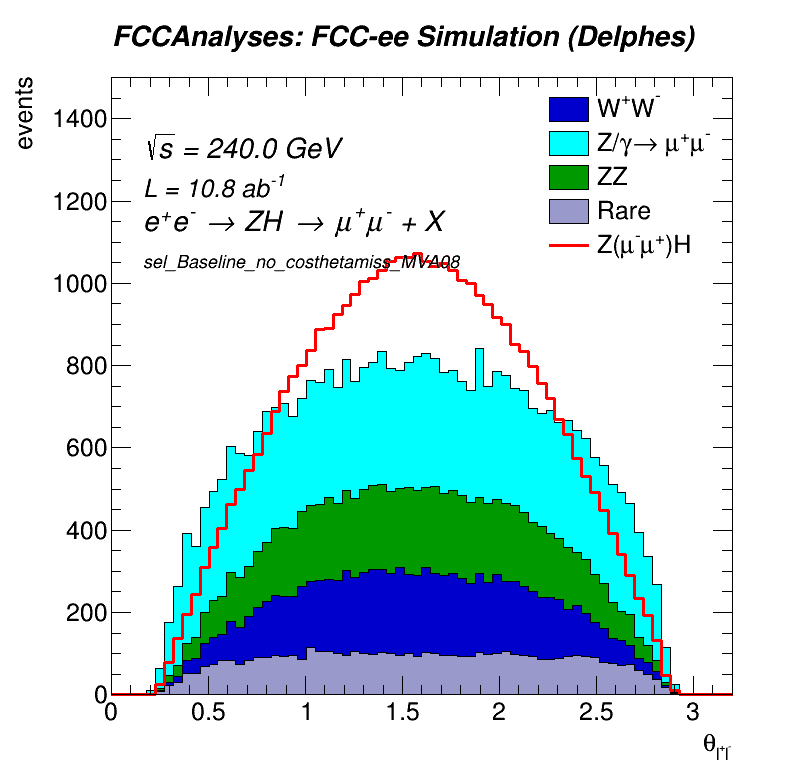 FCCAnalyses: FCC-ee Simulation (Delphes)
events
1400
1200
1000
800
600
400
200
0
√s = 240.0 GeV
L = 10.8 ab⁻¹
e⁺e⁻ → ZH → μ⁺μ⁻ + X
sel_Baseline_no_costhetamiss_MVA08
W⁺W⁻
Z/γ→ μ⁺μ⁻
ZZ
Rare
Z(μ⁻μ⁺)H
0 0.5 1 1.5 2 2.5 3
θ_l⁺l⁻